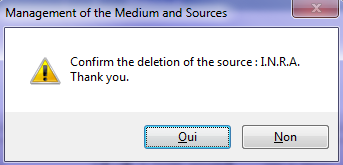 Management of the Medium and Sources
Confirm the deletion of the source : I.N.R.A.
Thank you.
Oui
Non